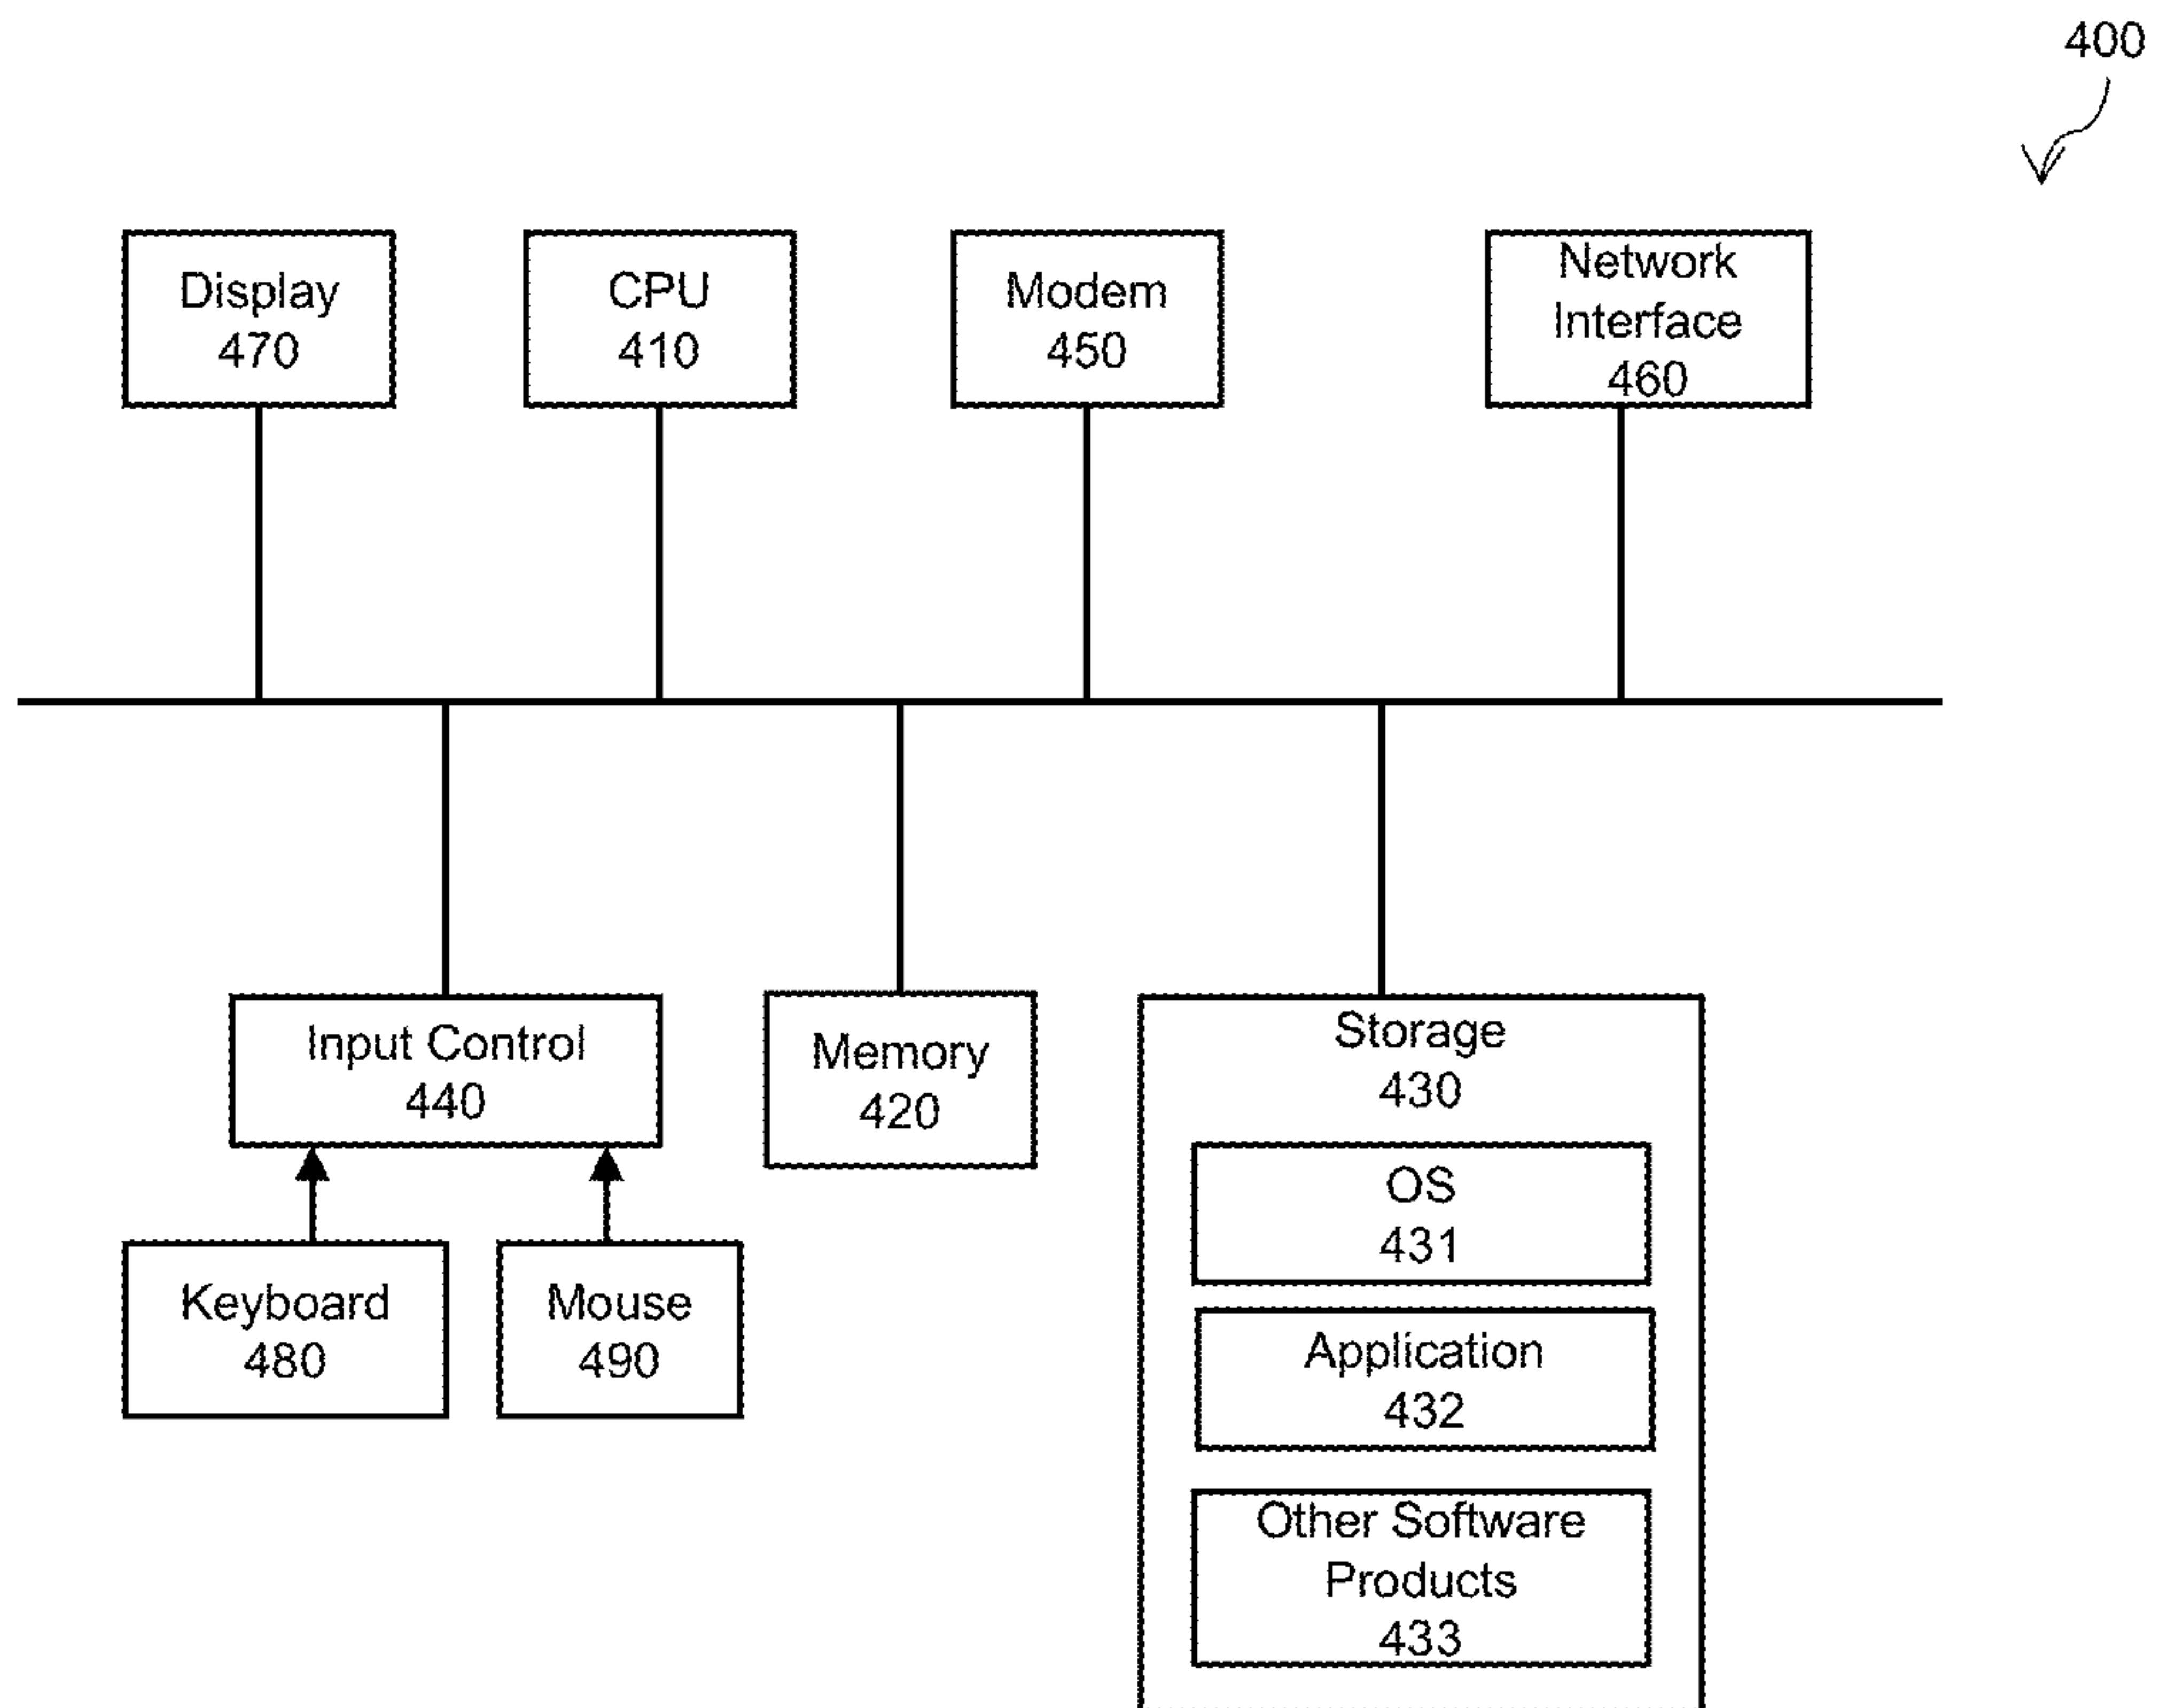 400
Display
470
CPU
410
Modem
450
Network
Interface
460
Input Control
440
Memory
420
Storage
430
OS
431
Application
432
Other Software
Products
433
Keyboard
480
Mouse
490